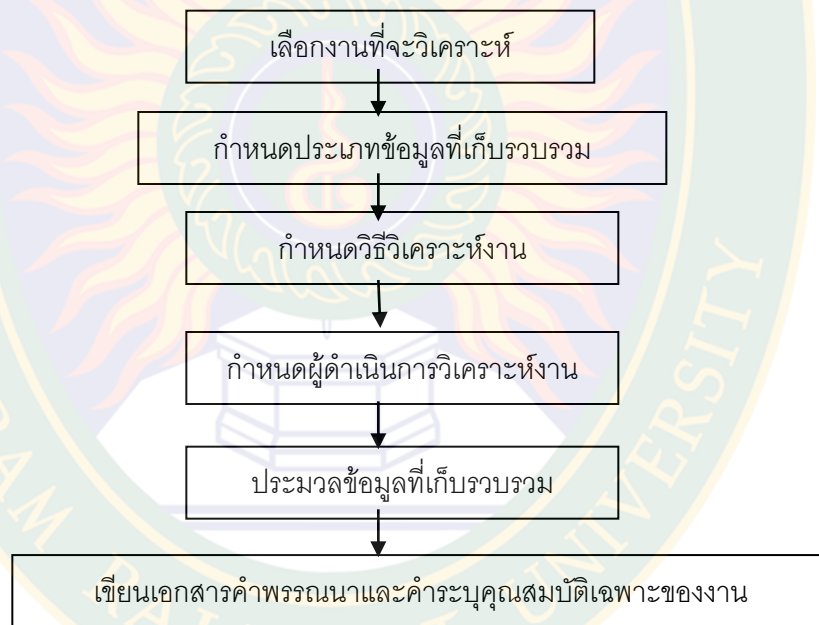 เลือกงานที่จะวิเคราะห์
กำหนดประเภทข้อมูลที่เก็บรวบรวม
กำหนดวิธีวิเคราะห์งาน
กำหนดผู้ดำเนินการวิเคราะห์งาน
ประมวลข้อมูลที่เก็บรวบรวม
เขียนเอกสารคำพรรณนาและคำระบุคุณสมบัติเฉพาะของงาน
UNIVERSITY